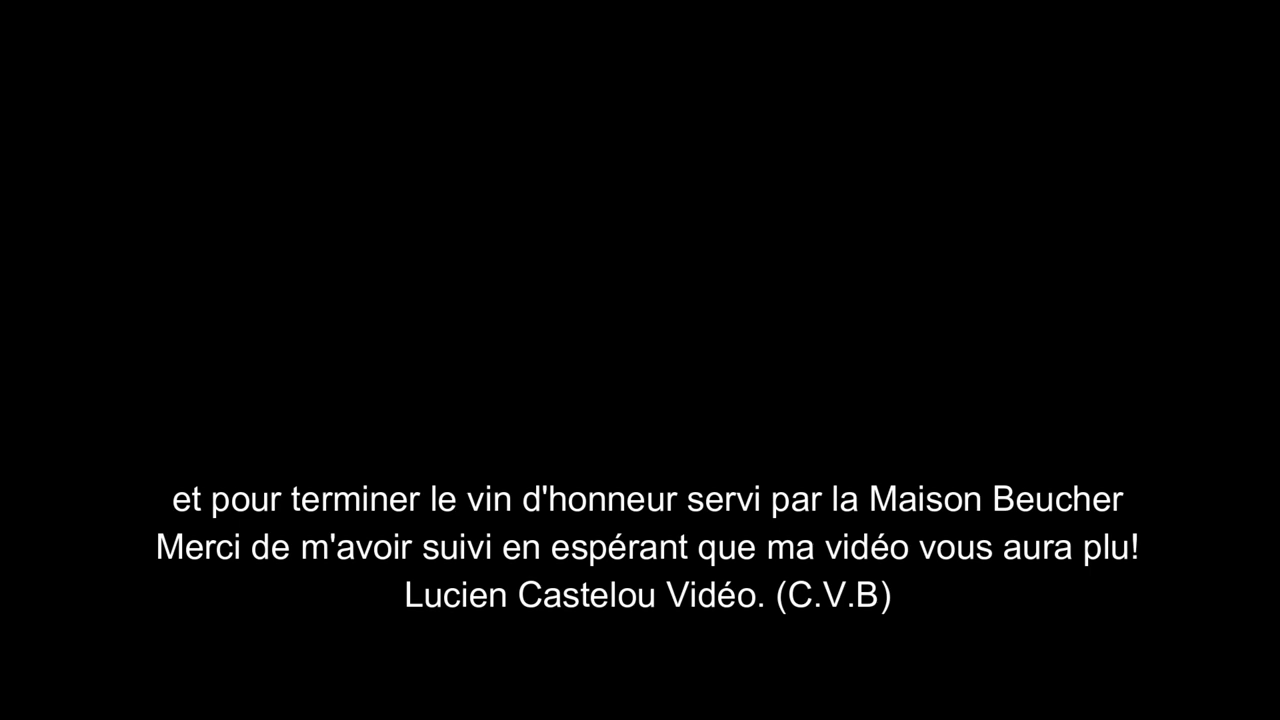 et pour terminer le vin d'honneur servi par la Maison Beucher
Merci de m'avoir suivi en espérant que ma vidéo vous aura plu!
Lucien Castelou Vidéo. (C.V.B)